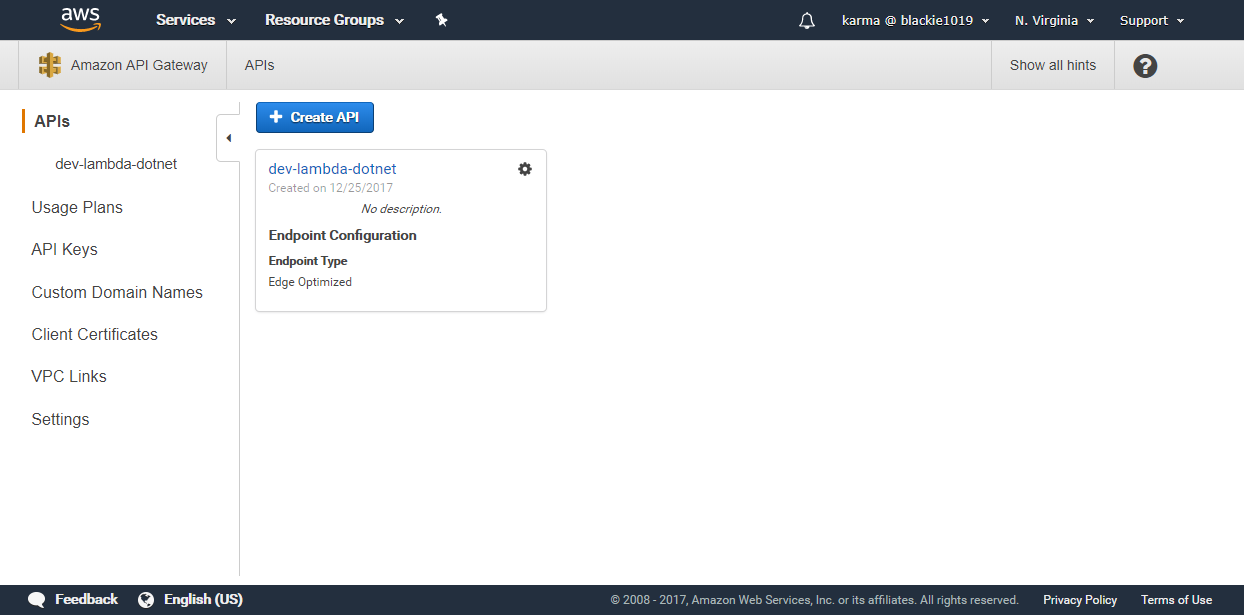 aws Services Resource Groups karma @ blackie1019 N. Virginia Support
Amazon API Gateway APIs Show all hints ?
APIs
dev-lambda-dotnet
Usage Plans
API Keys
Custom Domain Names
Client Certificates
VPC Links
Settings
+ Create API
dev-lambda-dotnet
Created on 12/25/2017
No description.
Endpoint Configuration
Endpoint Type
Edge Optimized
Feedback English (US) © 2008 - 2017, Amazon Web Services, Inc. or its affiliates. All rights reserved. Privacy Policy Terms of Use